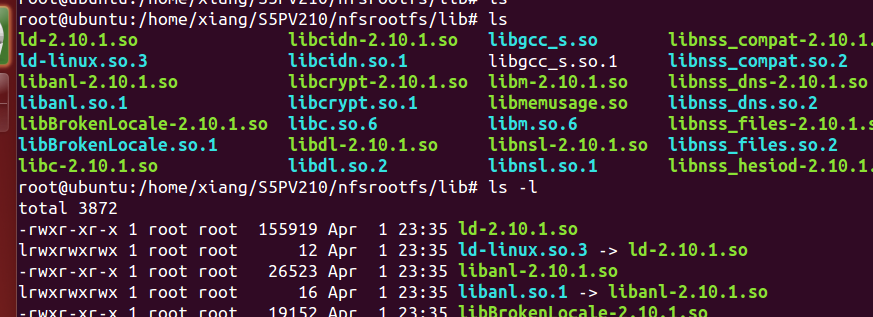 root@ubuntu:/home/xiang/S5PV210/nfsrootfs/lib# ls
root@ubuntu:/home/xiang/S5PV210/nfsrootfs/lib# ls
ld-2.10.1.so libcidn-2.10.1.so libgcc_s.so libnss_compat-2.10.1.
ld-linux.so.3 libcidn.so.1 libgcc_s.so.1 libnss_compat.so.2
libanl-2.10.1.so libcrypt-2.10.1.so libm-2.10.1.so libnss_dns-2.10.1.so
libanl.so.1 libcrypt.so.1 libmemusage.so libnss_dns.so.2
libBrokenLocale-2.10.1.so libc.so.6 libm.so.6 libnss_files-2.10.1.s
libBrokenLocale.so.1 libdl-2.10.1.so libnsl-2.10.1.so libnss_files.so.2
libc-2.10.1.so libdl.so.2 libnsl.so.1 libnss_hesiod-2.10.1.
root@ubuntu:/home/xiang/S5PV210/nfsrootfs/lib# ls -l
total 3872
-rwxr-xr-x 1 root root 155919 Apr 1 23:35 ld-2.10.1.so
lrwxrwxrwx 1 root root 12 Apr 1 23:35 ld-linux.so.3 -> ld-2.10.1.so
-rwxr-xr-x 1 root root 26523 Apr 1 23:35 libanl-2.10.1.so
lrwxrwxrwx 1 root root 16 Apr 1 23:35 libanl.so.1 -> libanl-2.10.1.so
-rwxr-xr-x 1 root root 19152 Apr 1 23:35 libBrokenLocale-2.10.1.so